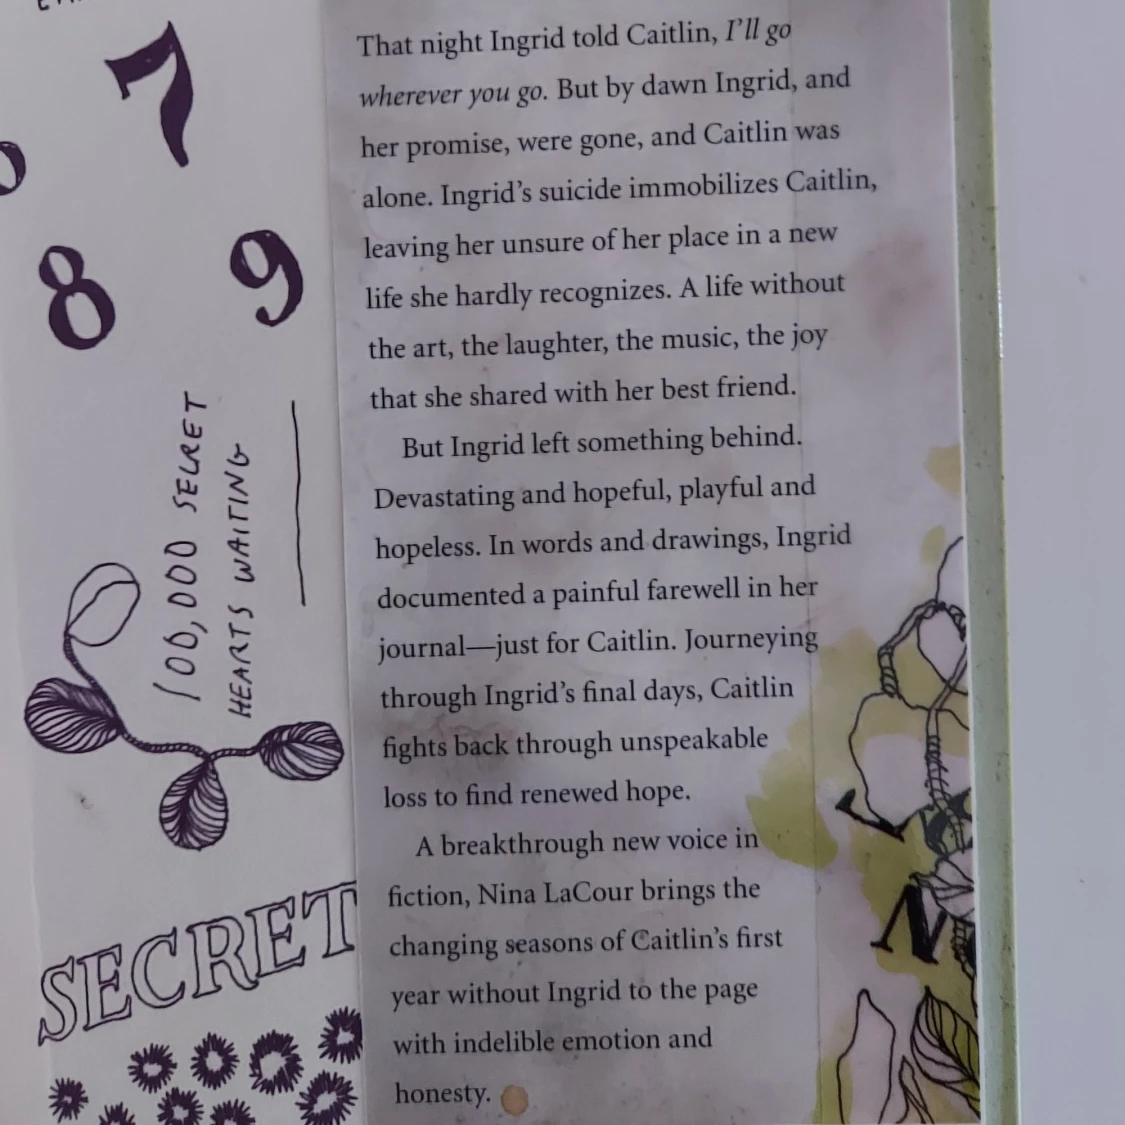 7
8
9
100,000 SECRET
HEARTS WAITING
SECRET
That night Ingrid told Caitlin, I'll go
wherever you go. But by dawn Ingrid, and
her promise, were gone, and Caitlin was
alone. Ingrid's suicide immobilizes Caitlin,
leaving her unsure of her place in a new
life she hardly recognizes. A life without
the art, the laughter, the music, the joy
that she shared with her best friend.
But Ingrid left something behind.
Devastating and hopeful, playful and
hopeless. In words and drawings, Ingrid
documented a painful farewell in her
journal—just for Caitlin. Journeying
through Ingrid's final days, Caitlin
fights back through unspeakable
loss to find renewed hope.
A breakthrough new voice in
fiction, Nina LaCour brings the
changing seasons of Caitlin's first
year without Ingrid to the page
with indelible emotion and
honesty.
N